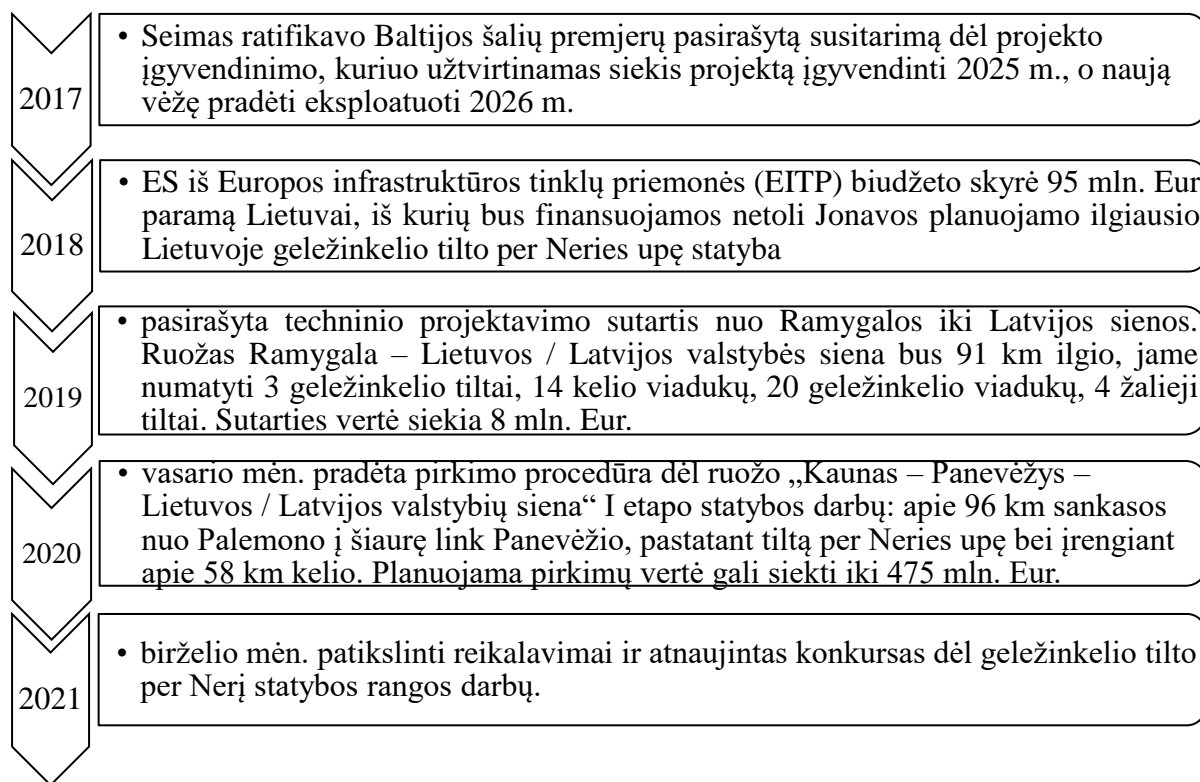 2017
• Seimas ratifikavo Baltijos šalių premjerų pasirašytą susitarimą dėl projekto
įgyvendinimo, kuriuo užtvirtinamas siekis projektą įgyvendinti 2025 m., o naują
vėžę pradėti eksploatuoti 2026 m.
2018
• ES iš Europos infrastruktūros tinklų priemonės (EITP) biudžeto skyrė 95 mln. Eur
paramą Lietuvai, iš kurių bus finansuojamos netoli Jonavos planuojamo ilgiausio
Lietuvoje geležinkelio tilto per Neries upę statyba
2019
• pasirašyta techninio projektavimo sutartis nuo Ramygalos iki Latvijos sienos.
Ruožas Ramygala – Lietuvos / Latvijos valstybės siena bus 91 km ilgio, jame
numatyti 3 geležinkelio tiltai, 14 kelio viadukų, 20 geležinkelio viadukų, 4 žalieji
tiltai. Sutarties vertė siekia 8 mln. Eur.
2020
• vasario mėn. pradėta pirkimo procedūra dėl ruožo „Kaunas – Panevėžys –
Lietuvos / Latvijos valstybių siena“ I etapo statybos darbų: apie 96 km sankasos
nuo Palemono į šiaurę link Panevėžio, pastatant tiltą per Neries upę bei įrengiant
apie 58 km kelio. Planuojama pirkimų vertė gali siekti iki 475 mln. Eur.
2021
• birželio mėn. patikslinti reikalavimai ir atnaujintas konkursas dėl geležinkelio tilto
per Nerį statybos rangos darbų.